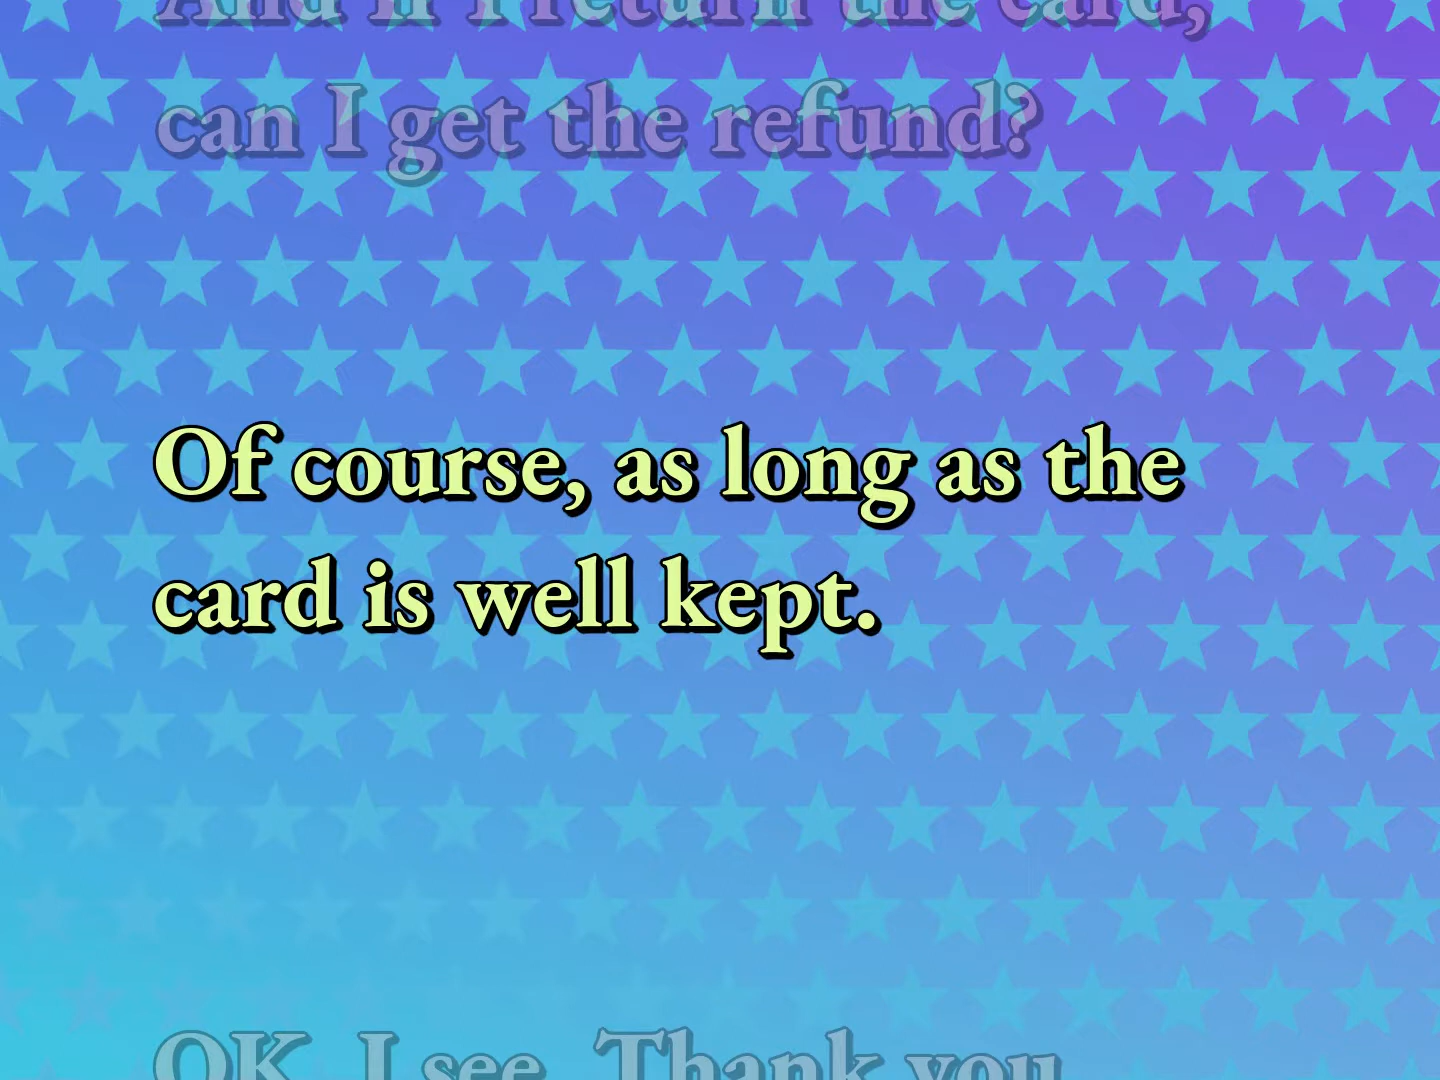 And if I return the card,
can I get the refund?
Of course, as long as the
card is well kept.
OK, I see. Thank you